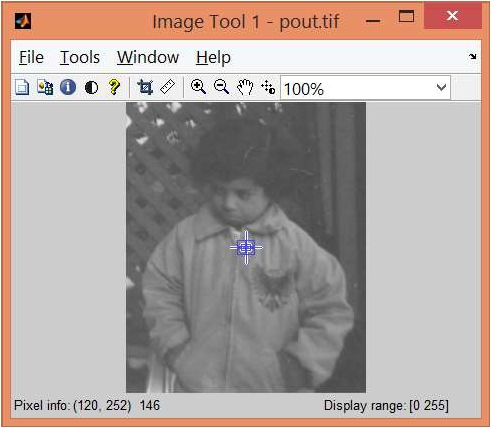 Image Tool 1 - pout.tif
File Tools Window Help
100%
Pixel info: (120, 252) 146 Display range: [0 255]